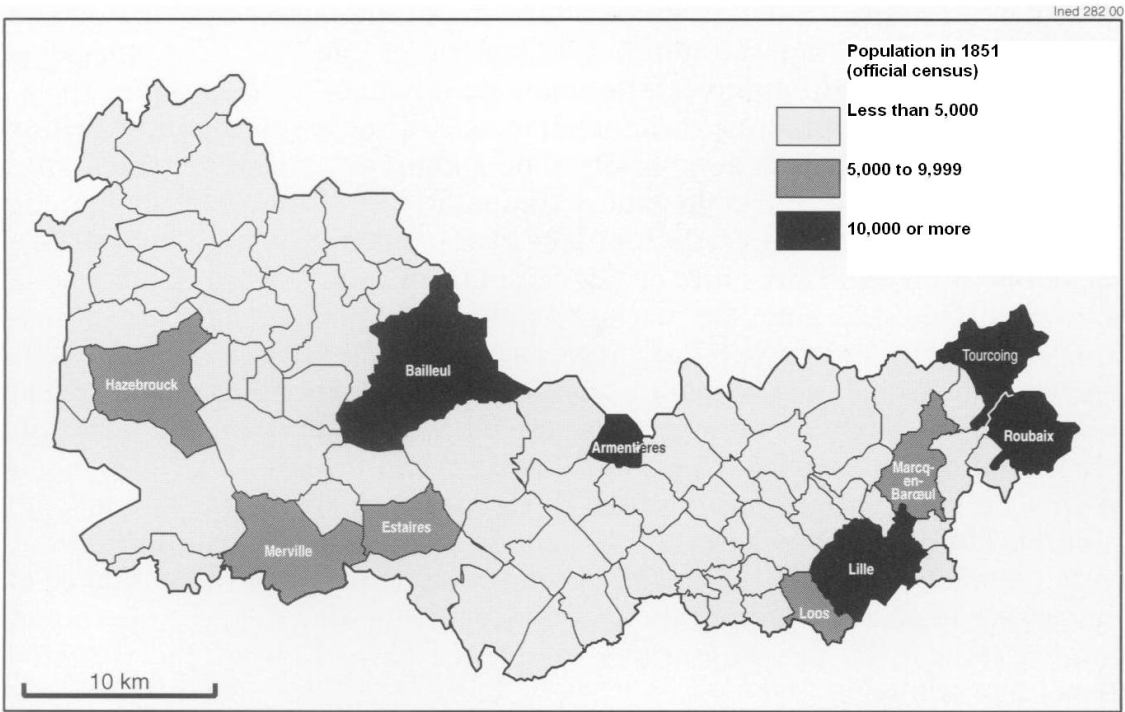 Ined 282 00
Population in 1851
(official census)
Less than 5,000
5,000 to 9,999
10,000 or more
Tourcoing
Hazebrouck
Bailleul
Roubaix
Armentières
Marcq-
en-
Barœul
Estaires
Merville
Lille
Loos
10 km